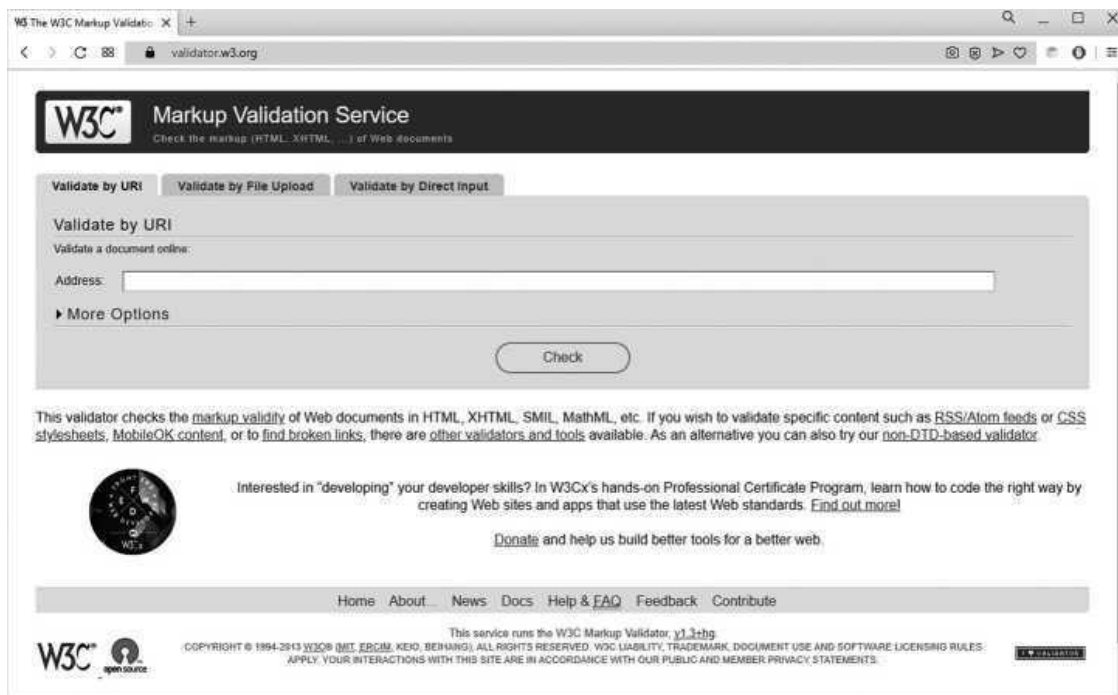 The W3C Markup Validatio
validator.w3.org
W3C® Markup Validation Service
Check the markup (HTML, XHTML, ...) of Web documents
Validate by URI Validate by File Upload Validate by Direct Input
Validate by URI
Validate a document online:
Address:
More Options
Check
This validator checks the markup validity of Web documents in HTML, XHTML, SMIL, MathML, etc. If you wish to validate specific content such as RSS/Atom feeds or CSS
stylesheets, MobileOK content, or to find broken links, there are other validators and tools available. As an alternative you can also try our non-DTD-based validator.
Interested in "developing" your developer skills? In W3Cx's hands-on Professional Certificate Program, learn how to code the right way by
creating Web sites and apps that use the latest Web standards. Find out more!
W3Cx
Donate and help us build better tools for a better web.
Home About... News Docs Help & FAQ Feedback Contribute
This service runs the W3C Markup Validator, v1.3+hg.
COPYRIGHT © 1994-2013 W3C® (MIT, ERCIM, KEIO, BEIHANG), ALL RIGHTS RESERVED. W3C LIABILITY, TRADEMARK, DOCUMENT USE AND SOFTWARE LICENSING RULES
APPLY. YOUR INTERACTIONS WITH THIS SITE ARE IN ACCORDANCE WITH OUR PUBLIC AND MEMBER PRIVACY STATEMENTS.
W3C® open source
I ♥ VALIDATOR